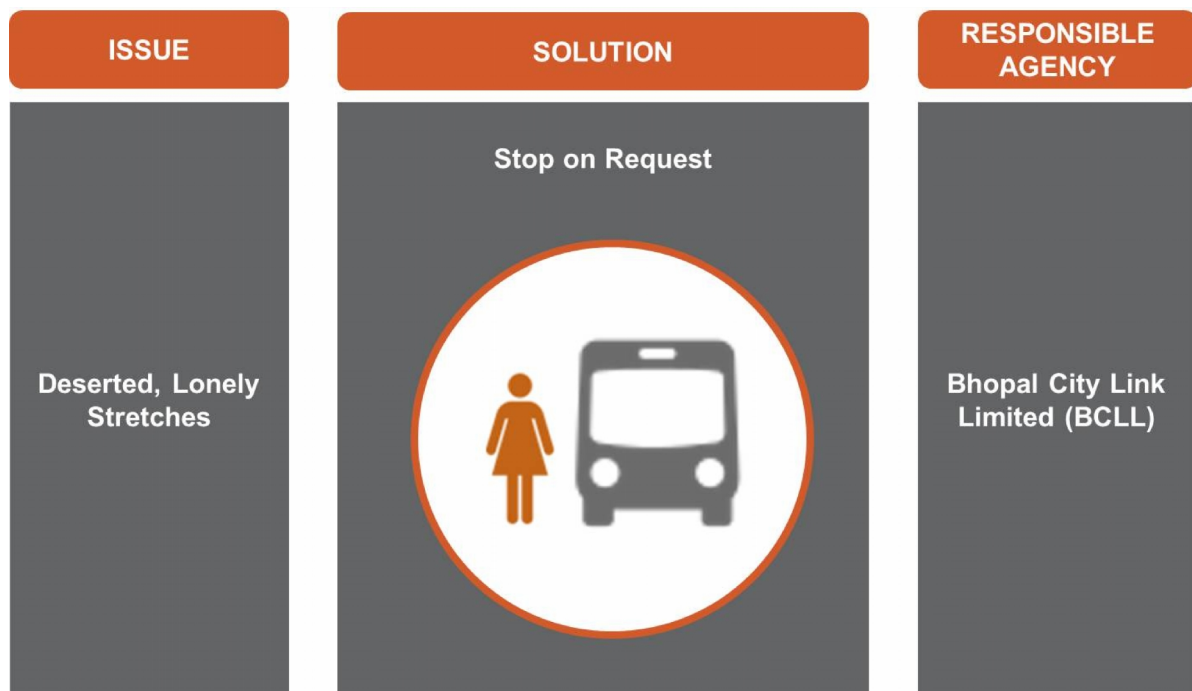 ISSUE
SOLUTION
RESPONSIBLE
AGENCY
Deserted, Lonely
Stretches
Stop on Request
Bhopal City Link
Limited (BCLL)